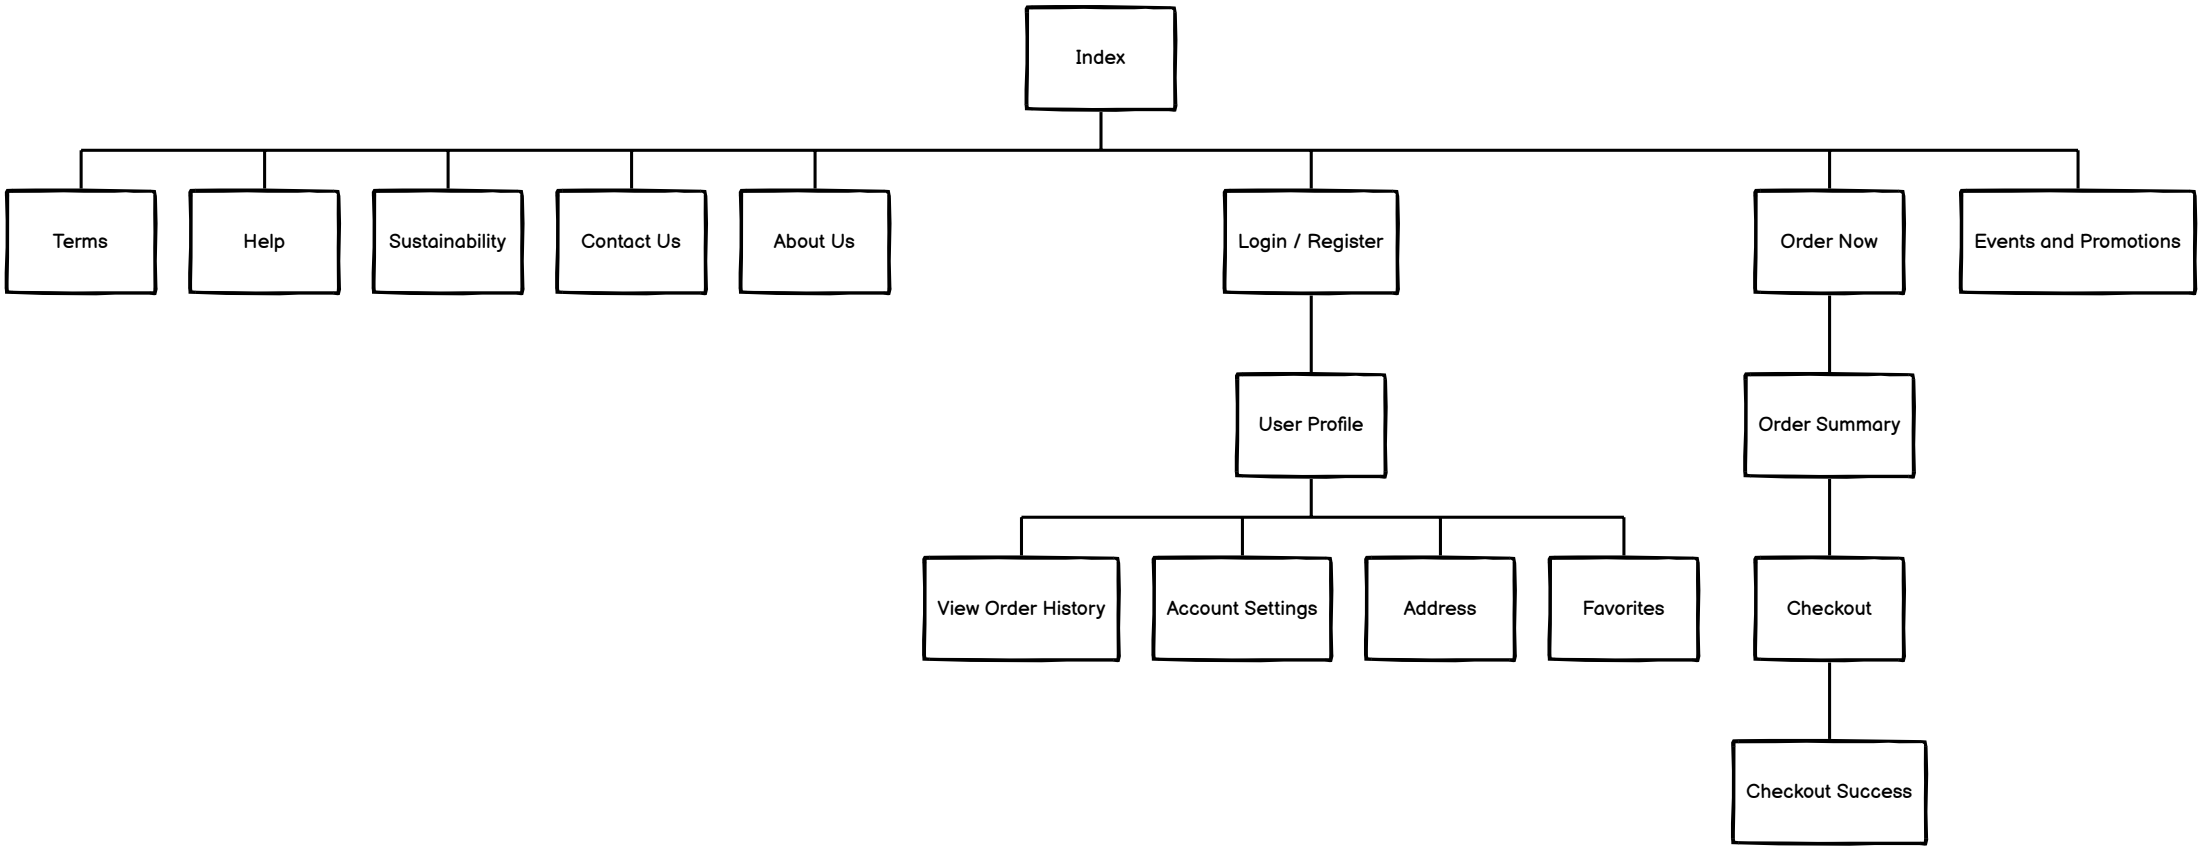 Index
Terms
Help
Sustainability
Contact Us
About Us
Login / Register
Order Now
Events and Promotions
User Profile
Order Summary
View Order History
Account Settings
Address
Favorites
Checkout
Checkout Success